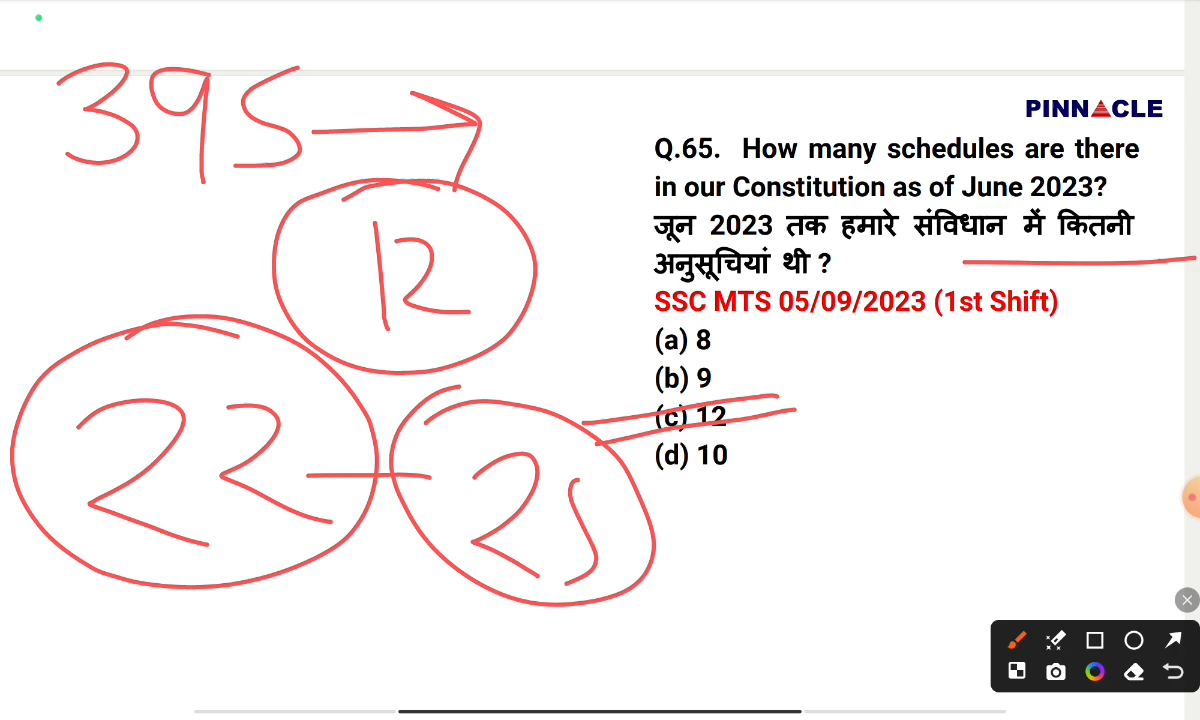 395
12
22
25
PINNACLE
Q.65. How many schedules are there
in our Constitution as of June 2023?
जून 2023 तक हमारे संविधान में कितनी
अनुसूचियां थी ?
SSC MTS 05/09/2023 (1st Shift)
(a) 8
(b) 9
(c) 12
(d) 10